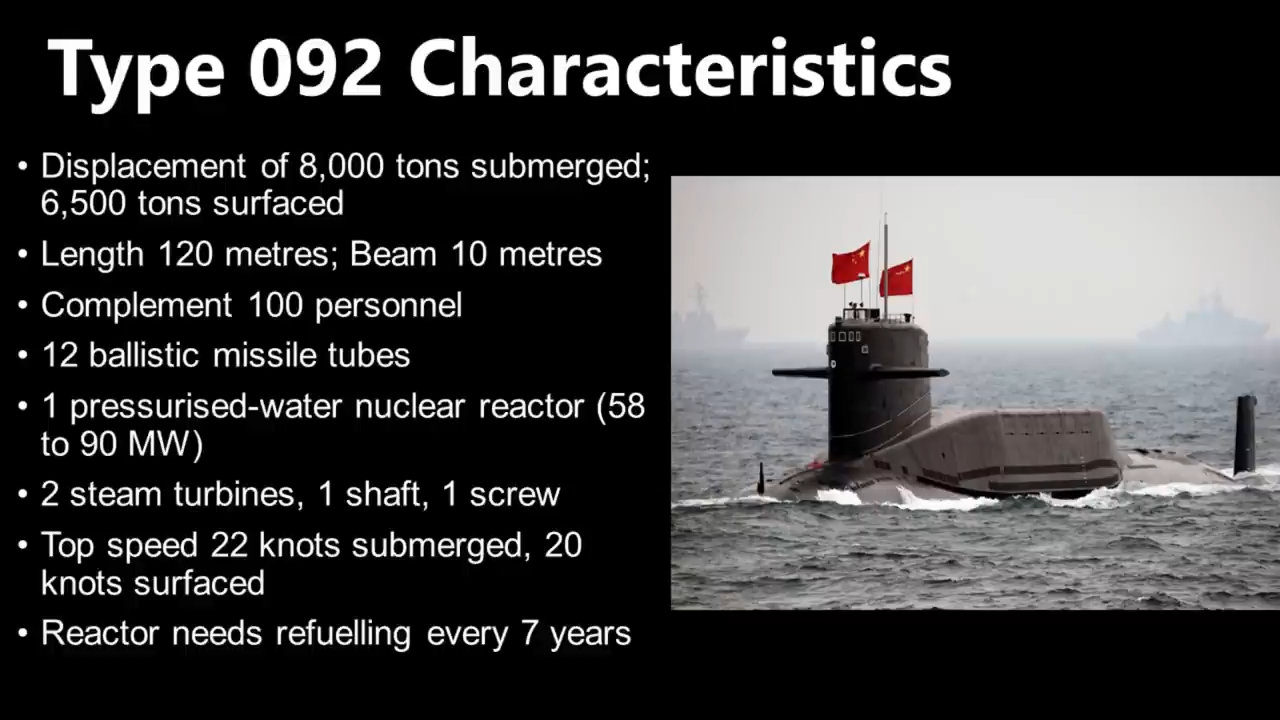 Type 092 Characteristics
• Displacement of 8,000 tons submerged;
6,500 tons surfaced
• Length 120 metres; Beam 10 metres
• Complement 100 personnel
• 12 ballistic missile tubes
• 1 pressurised-water nuclear reactor (58
to 90 MW)
• 2 steam turbines, 1 shaft, 1 screw
• Top speed 22 knots submerged, 20
knots surfaced
• Reactor needs refuelling every 7 years